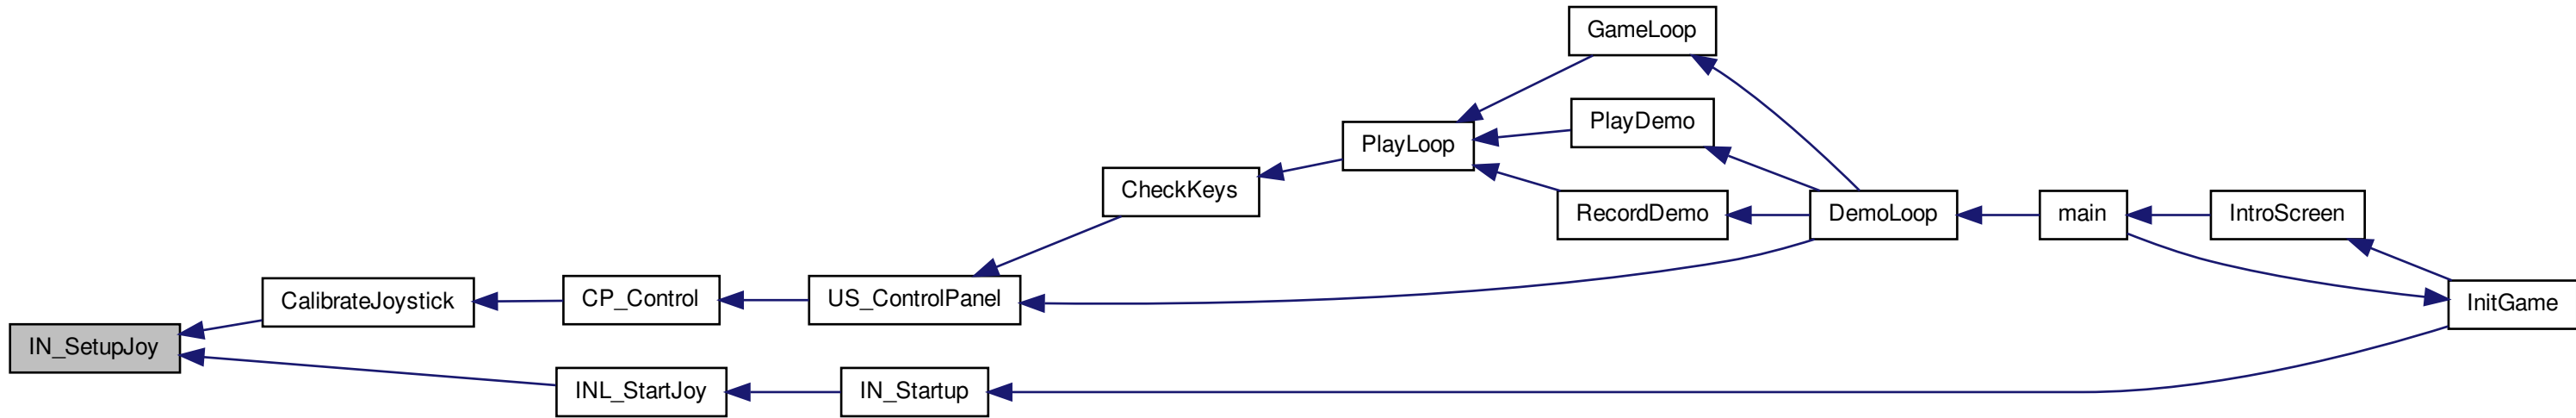 GameLoop
PlayDemo
PlayLoop
CheckKeys
RecordDemo
DemoLoop
main
IntroScreen
CalibrateJoystick
CP_Control
US_ControlPanel
InitGame
IN_SetupJoy
INL_StartJoy
IN_Startup